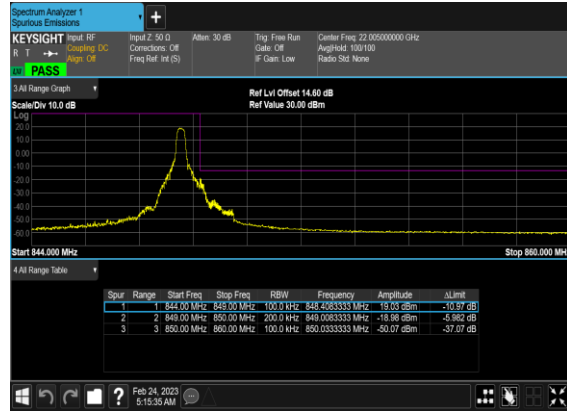 Spectrum Analyzer 1
Spurious Emissions
KEYSIGHT Input: RF Input Z: 50 Ω Atten: 30 dB Trig: Free Run Center Freq: 22.005000000 GHz
R T Coupling: DC Corrections: Off Gate: Off Avg|Hold: 100/100
Align: Off Freq Ref: Int (S) IF Gain: Low Radio Std: None
PASS
3 All Range Graph Ref Lvl Offset 14.60 dB
Scale/Div 10.0 dB Ref Value 30.00 dBm
Log
20.0
10.0
0.00
-10.0
-20.0
-30.0
-40.0
-50.0
-60.0
Start 844.000 MHz Stop 860.000 MH
4 All Range Table
Spur Range Start Freq Stop Freq RBW Frequency Amplitude ΔLimit
1 1 844.00 MHz 849.00 MHz 100.0 kHz 848.4083333 MHz 19.03 dBm -10.97 dB
2 2 849.00 MHz 850.00 MHz 200.0 kHz 849.0083333 MHz -18.98 dBm -5.982 dB
3 3 850.00 MHz 860.00 MHz 100.0 kHz 850.0333333 MHz -50.07 dBm -37.07 dB
? Feb 24, 2023
5:15:35 AM